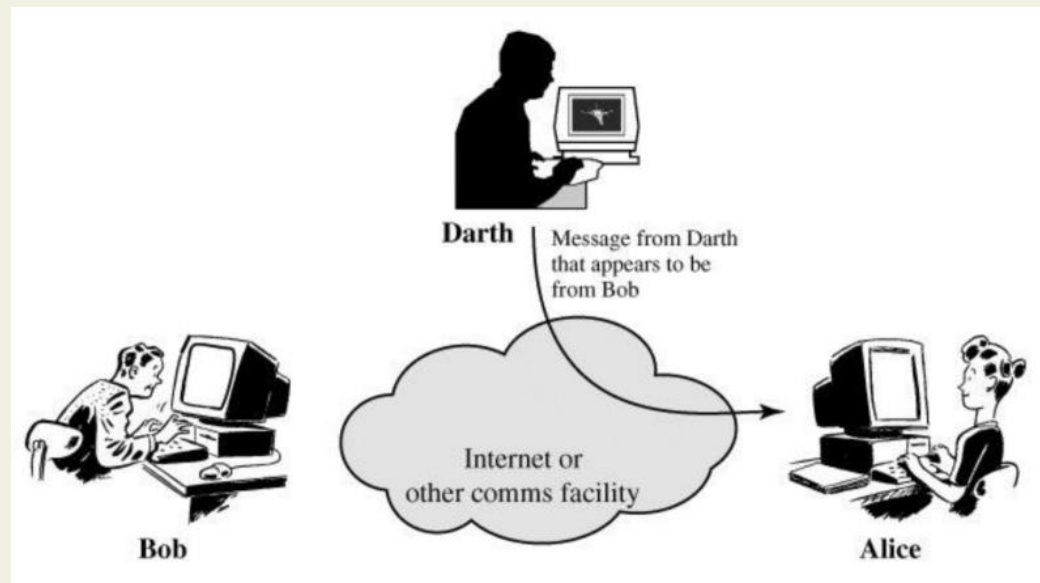 Darth
Message from Darth
that appears to be
from Bob
Internet or
other comms facility
Bob
Alice